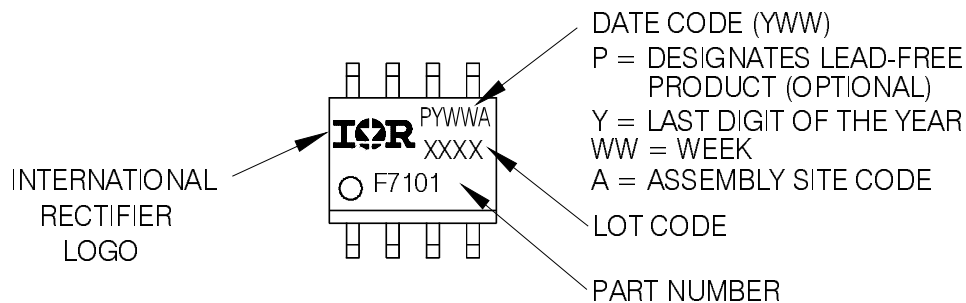 DATE CODE (YWW)
P = DESIGNATES LEAD-FREE
PRODUCT (OPTIONAL)
Y = LAST DIGIT OF THE YEAR
WW = WEEK
A = ASSEMBLY SITE CODE
LOT CODE
PART NUMBER
INTERNATIONAL
RECTIFIER
LOGO
IOR
PYWWA
XXXX
F7101